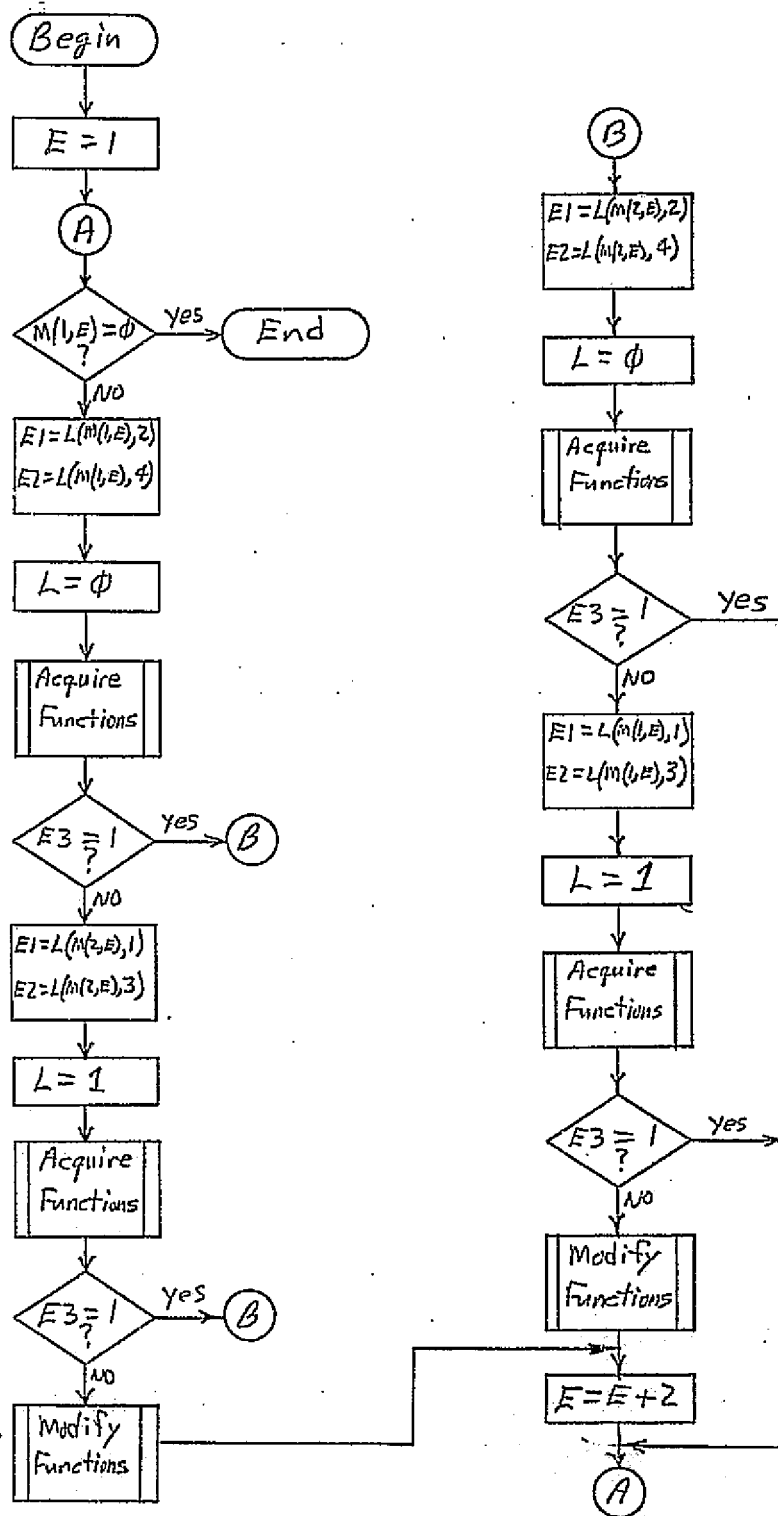 Begin
E = 1
A
M(1,E) = ϕ
?
yes
End
NO
E1=L(M(1,E),2)
E2=L(M(1,E),4)
L = ϕ
Acquire
Functions
E3 = 1
?
yes
B
NO
E1=L(M(2,E),1)
E2=L(M(2,E),3)
L = 1
Acquire
Functions
E3 = 1
?
yes
B
NO
Modify
Functions
B
E1=L(M(2,E),2)
E2=L(M(2,E),4)
L = ϕ
Acquire
Functions
E3 = 1
?
yes
NO
E1=L(M(1,E),1)
E2=L(M(1,E),3)
L = 1
Acquire
Functions
E3 = 1
?
yes
NO
Modify
Functions
E = E+2
A